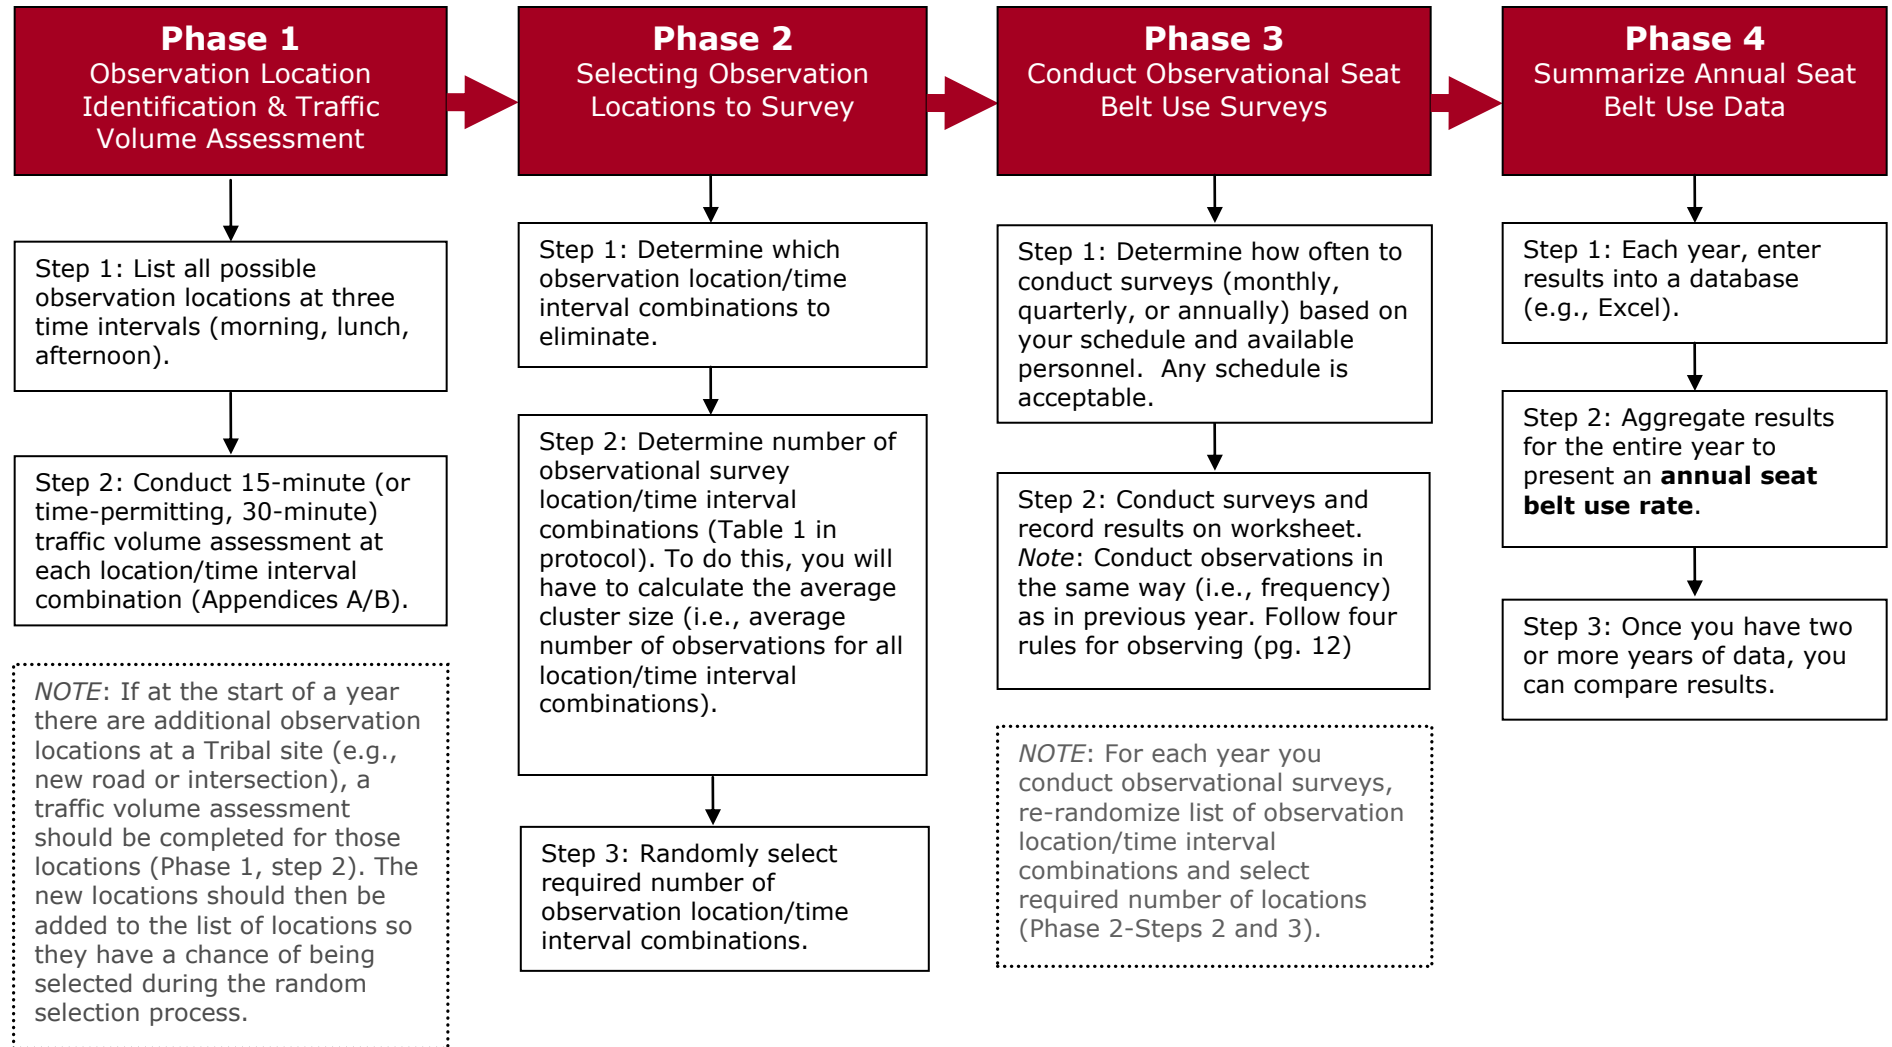 Phase 1
Observation Location
Identification & Traffic
Volume Assessment
Step 1: List all possible
observation locations at three
time intervals (morning, lunch,
afternoon).
Step 2: Conduct 15-minute (or
time-permitting, 30-minute)
traffic volume assessment at
each location/time interval
combination (Appendices A/B).
NOTE: If at the start of a year
there are additional observation
locations at a Tribal site (e.g.,
new road or intersection), a
traffic volume assessment
should be completed for those
locations (Phase 1, step 2). The
new locations should then be
added to the list of locations so
they have a chance of being
selected during the random
selection process.
Phase 2
Selecting Observation
Locations to Survey
Step 1: Determine which
observation location/time
interval combinations to
eliminate.
Step 2: Determine number of
observational survey
location/time interval
combinations (Table 1 in
protocol). To do this, you will
have to calculate the average
cluster size (i.e., average
number of observations for all
location/time interval
combinations).
Step 3: Randomly select
required number of
observation location/time
interval combinations.
Phase 3
Conduct Observational Seat
Belt Use Surveys
Step 1: Determine how often to
conduct surveys (monthly,
quarterly, or annually) based on
your schedule and available
personnel.  Any schedule is
acceptable.
Step 2: Conduct surveys and
record results on worksheet.
Note: Conduct observations in
the same way (i.e., frequency)
as in previous year. Follow four
rules for observing (pg. 12)
NOTE: For each year you
conduct observational surveys,
re-randomize list of observation
location/time interval
combinations and select
required number of locations
(Phase 2-Steps 2 and 3).
Phase 4
Summarize Annual Seat
Belt Use Data
Step 1: Each year, enter
results into a database
(e.g., Excel).
Step 2: Aggregate results
for the entire year to
present an annual seat
belt use rate.
Step 3: Once you have two
or more years of data, you
can compare results.